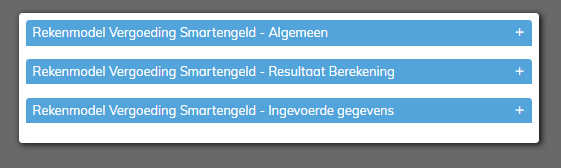 Rekenmodel Vergoeding Smartengeld - Algemeen +
Rekenmodel Vergoeding Smartengeld - Resultaat Berekening +
Rekenmodel Vergoeding Smartengeld - Ingevoerde gegevens +